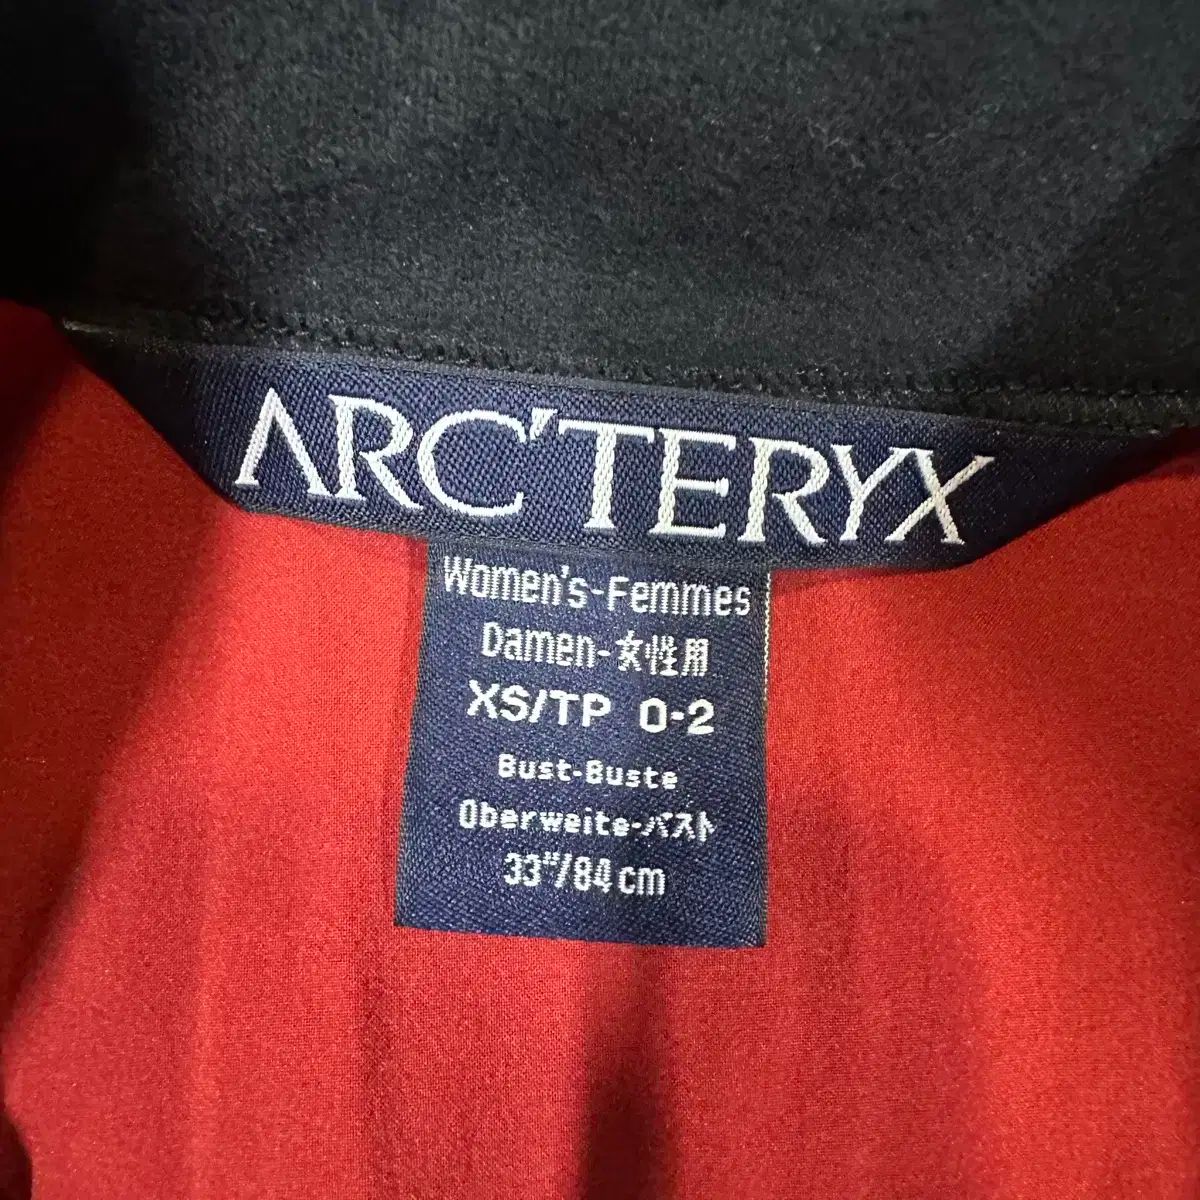 ARC'TERYX
Women's-Femmes
Damen-女性用
XS/TP 0-2
Bust-Buste
Oberweite-バスト
33"/84 cm